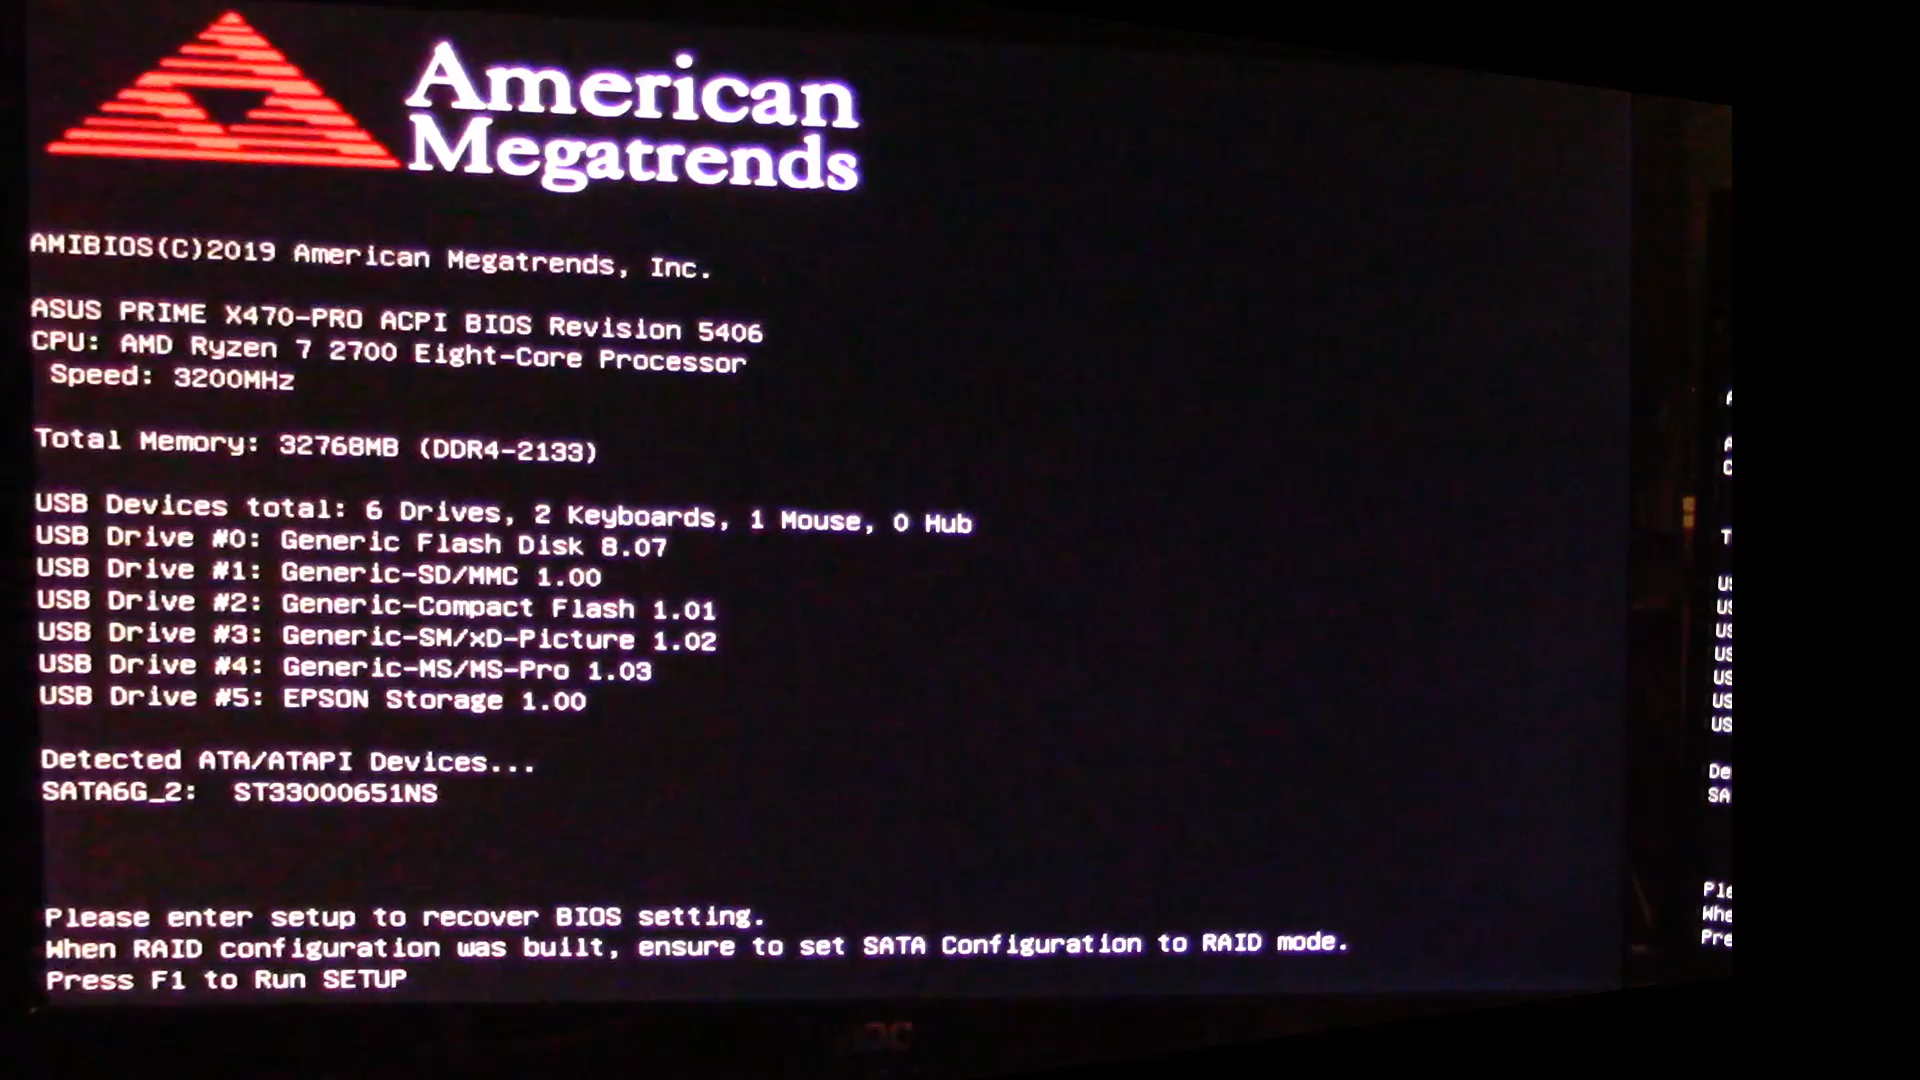 American
Megatrends
AMIBIOS(C)2019 American Megatrends, Inc.
ASUS PRIME X470-PRO ACPI BIOS Revision 5406
CPU: AMD Ryzen 7 2700 Eight-Core Processor
Speed: 3200MHz
Total Memory: 32768MB (DDR4-2133)
USB Devices total: 6 Drives, 2 Keyboards, 1 Mouse, 0 Hub
USB Drive #0: Generic Flash Disk 8.07
USB Drive #1: Generic-SD/MMC 1.00
USB Drive #2: Generic-Compact Flash 1.01
USB Drive #3: Generic-SM/xD-Picture 1.02
USB Drive #4: Generic-MS/MS-Pro 1.03
USB Drive #5: EPSON Storage 1.00
Detected ATA/ATAPI Devices...
SATA6G_2: ST33000651NS
Please enter setup to recover BIOS setting.
When RAID configuration was built, ensure to set SATA Configuration to RAID mode.
Press F1 to Run SETUP